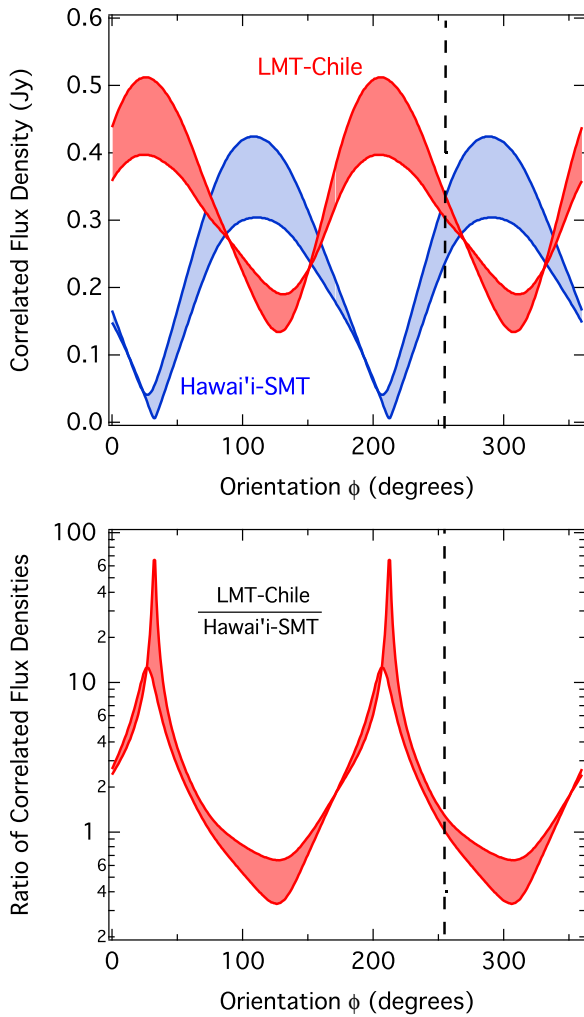 0.6
0.5
0.4
0.3
0.2
0.1
0.0
Correlated Flux Density (Jy)
LMT-Chile
Hawai'i-SMT
0 100 200 300
Orientation ϕ (degrees)
100
6
4
2
10
6
4
2
1
6
4
2
Ratio of Correlated Flux Densities
LMT-Chile
Hawai'i-SMT
0 100 200 300
Orientation ϕ (degrees)